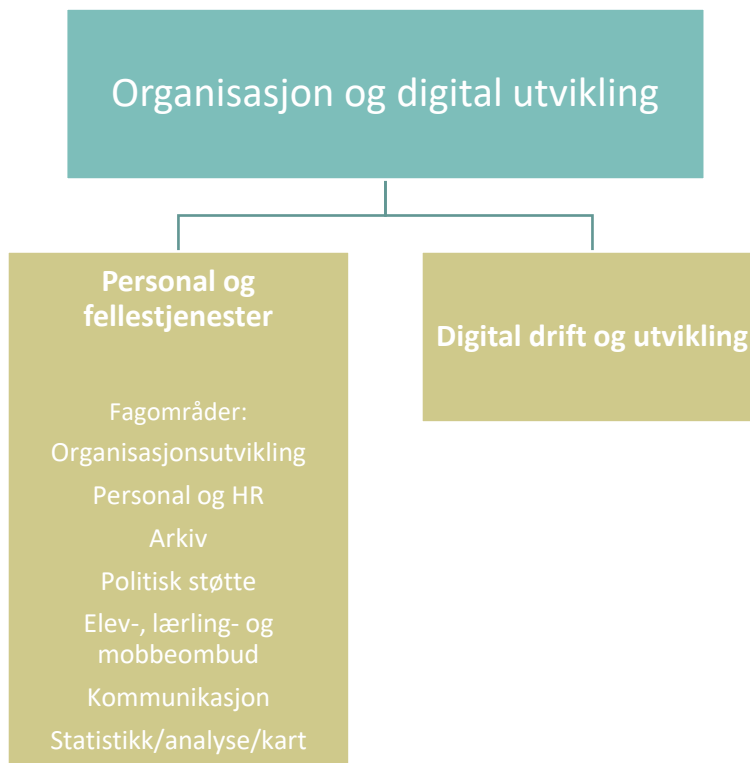 Organisasjon og digital utvikling
Personal og
fellestjenester
Fagområder:
Organisasjonsutvikling
Personal og HR
Arkiv
Politisk støtte
Elev-, lærling- og
mobbeombud
Kommunikasjon
Statistikk/analyse/kart
Digital drift og utvikling